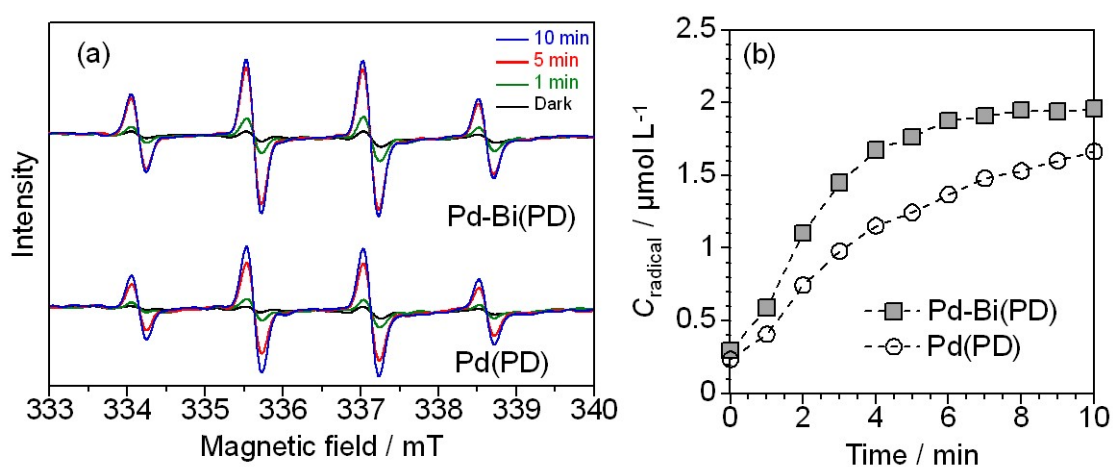 (a)
10 min
5 min
1 min
Dark
Pd-Bi(PD)
Pd(PD)
Intensity
333 334 335 336 337 338 339 340
Magnetic field / mT
(b)
2.5
2
1.5
1
0.5
0
C radical / μmol L⁻¹
Pd-Bi(PD)
Pd(PD)
0 2 4 6 8 10
Time / min